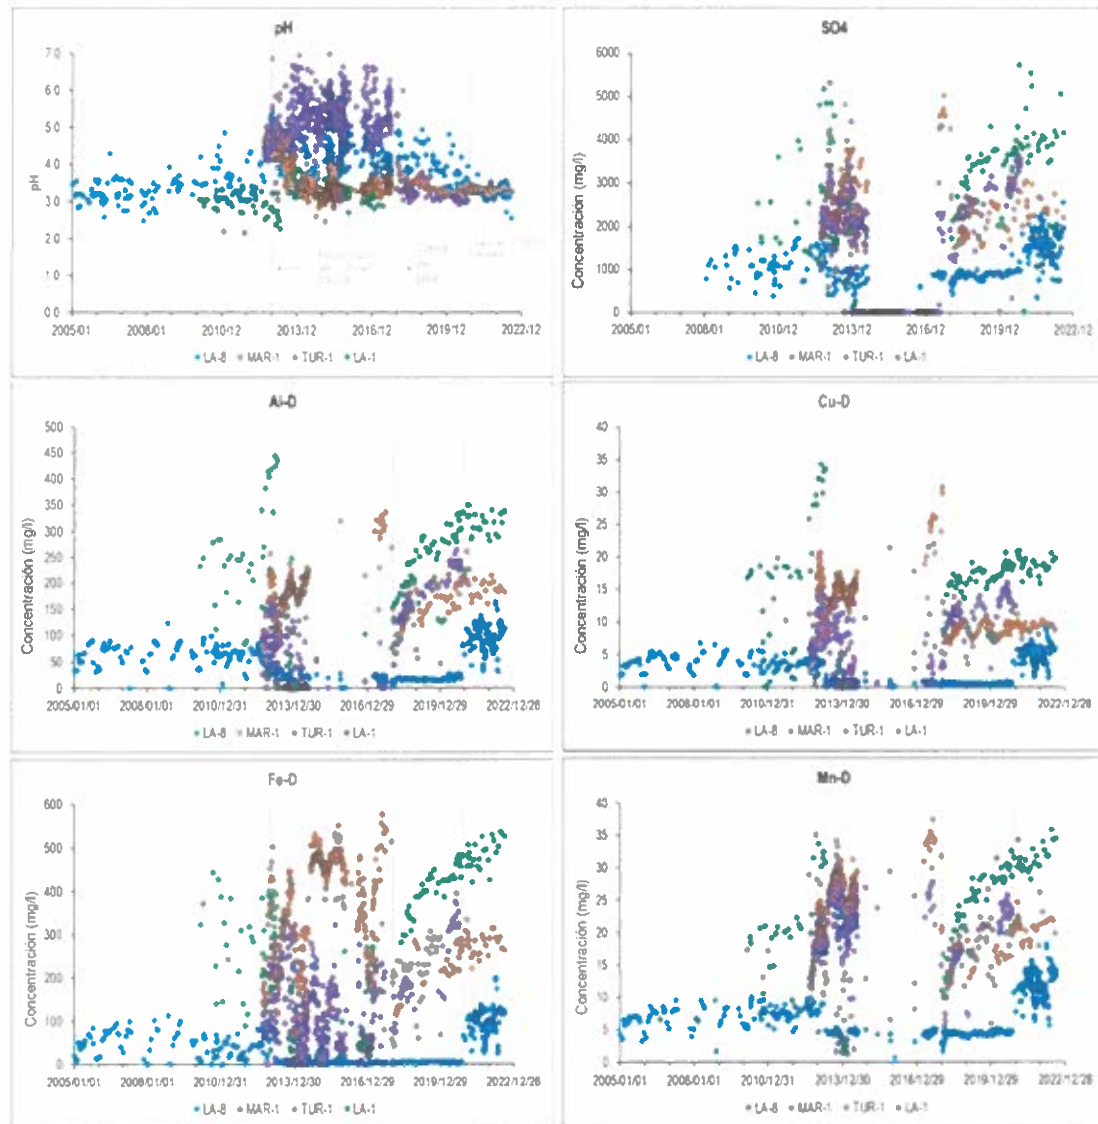 pH
7.0
6.0
5.0
4.0
3.0
2.0
1.0
0.0
pH
2005/01 2008/01 2010/12 2013/12 2016/12 2019/12 2022/12
LA-8 MAR-1 TUR-1 LA-1
SO4
6000
5000
4000
3000
2000
1000
0
Concentración (mg/l)
2005/01 2008/01 2010/12 2013/12 2016/12 2019/12 2022/12
LA-8 MAR-1 TUR-1 LA-1
Al-D
500
450
400
350
300
250
200
150
100
50
0
Concentración (mg/l)
2005/01/01 2008/01/01 2010/12/31 2013/12/30 2016/12/29 2019/12/29 2022/12/28
LA-8 MAR-1 TUR-1 LA-1
Cu-D
40
35
30
25
20
15
10
5
0
Concentración (mg/l)
2005/01/01 2008/01/01 2010/12/31 2013/12/30 2016/12/29 2019/12/29 2022/12/28
LA-8 MAR-1 TUR-1 LA-1
Fe-D
600
500
400
300
200
100
0
Concentración (mg/l)
2005/01/01 2008/01/01 2010/12/31 2013/12/30 2016/12/29 2019/12/29 2022/12/28
LA-8 MAR-1 TUR-1 LA-1
Mn-D
40
35
30
25
20
15
10
5
0
Concentración (mg/l)
2005/01/01 2008/01/01 2010/12/31 2013/12/30 2016/12/29 2019/12/29 2022/12/28
LA-8 MAR-1 TUR-1 LA-1